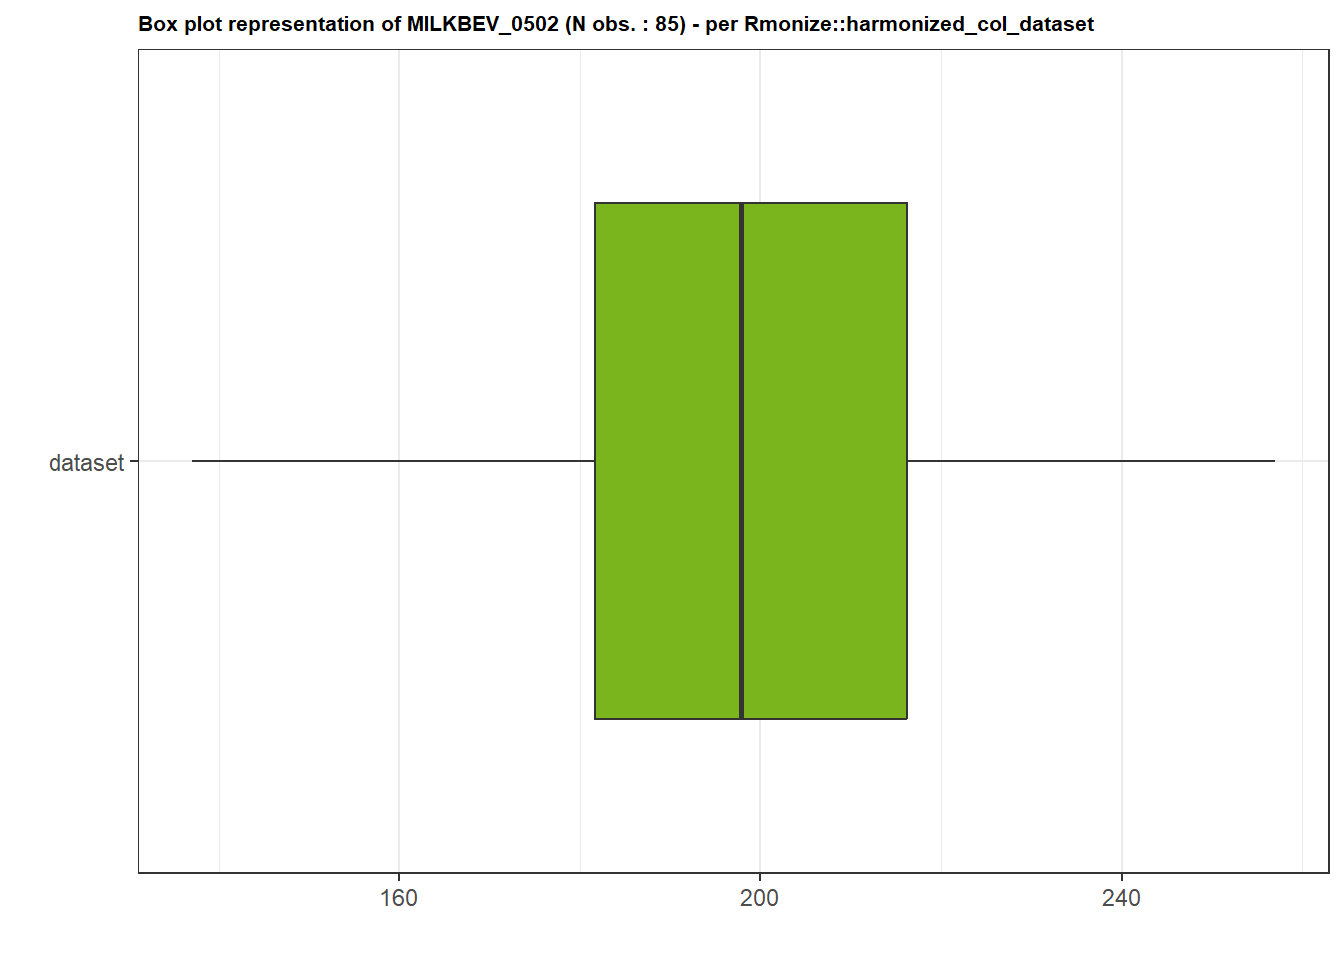 Box plot representation of MILKBEV_0502 (N obs. : 85) - per Rmonize::harmonized_col_dataset
dataset
160 200 240